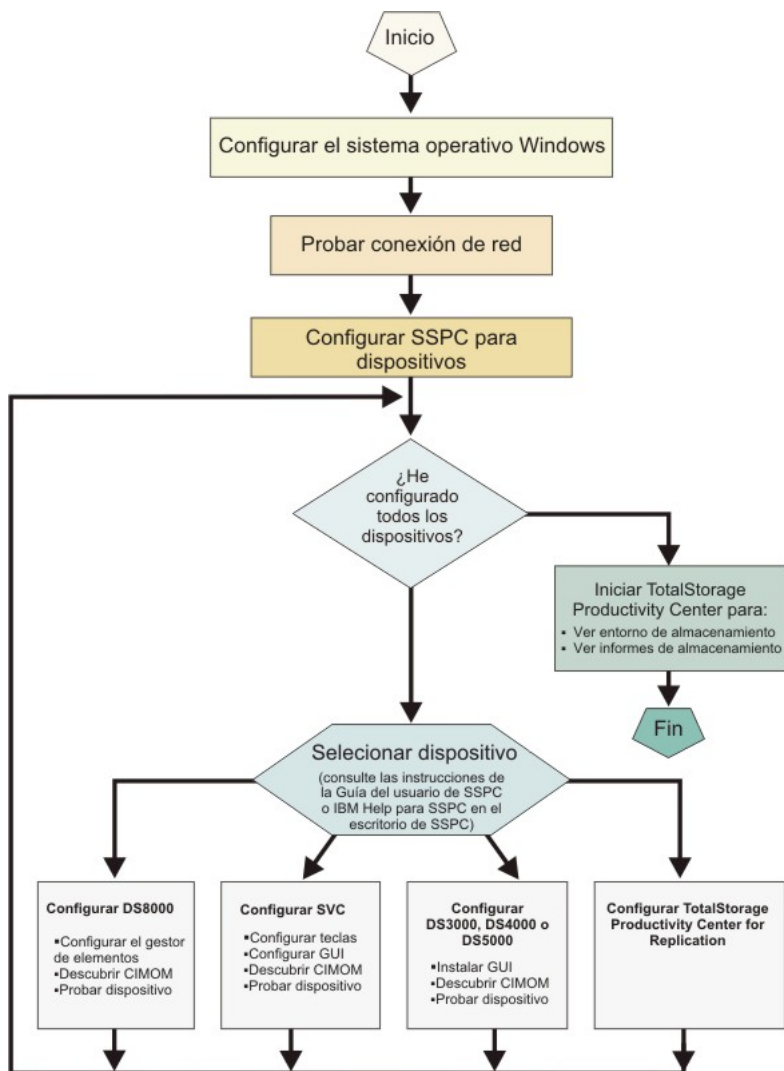 Inicio
Configurar el sistema operativo Windows
Probar conexión de red
Configurar SSPC para
dispositivos
¿He
configurado
todos los
dispositivos?
Iniciar TotalStorage
Productivity Center para:
▪ Ver entorno de almacenamiento
▪ Ver informes de almacenamiento
Fin
Selecionar dispositivo
(consulte las instrucciones de
la Guía del usuario de SSPC
o IBM Help para SSPC en el
escritorio de SSPC)
Configurar DS8000
▪Configurar el gestor
de elementos
▪Descubrir CIMOM
▪Probar dispositivo
Configurar SVC
▪Configurar teclas
▪Configurar GUI
▪Descubrir CIMOM
▪Probar dispositivo
Configurar
DS3000, DS4000 o
DS5000
▪Instalar GUI
▪Descubrir CIMOM
▪Probar dispositivo
Configurar TotalStorage
Productivity Center for
Replication